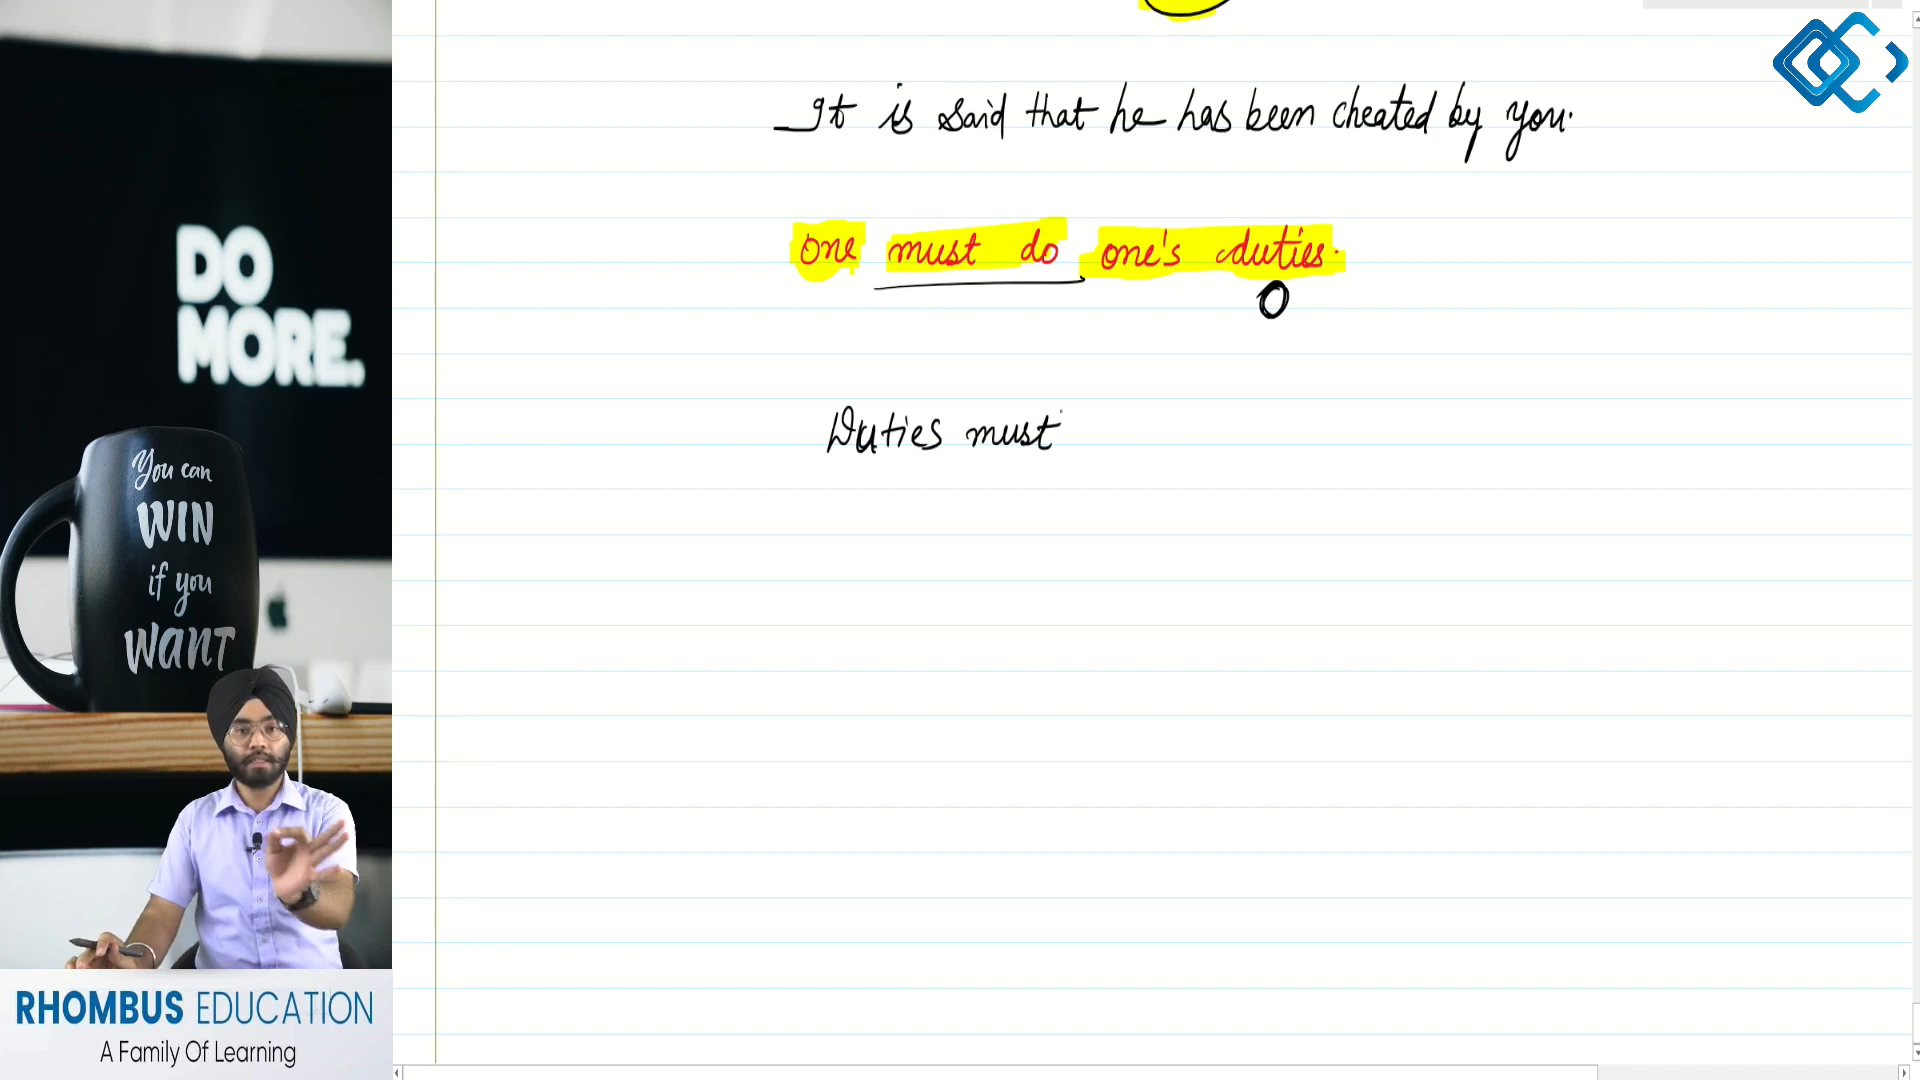 It is said that he has been cheated by you.
one must do one's duties.
O
Duties must
DO
MORE.
You can
WIN
if you
WANT
RHOMBUS EDUCATION
A Family Of Learning